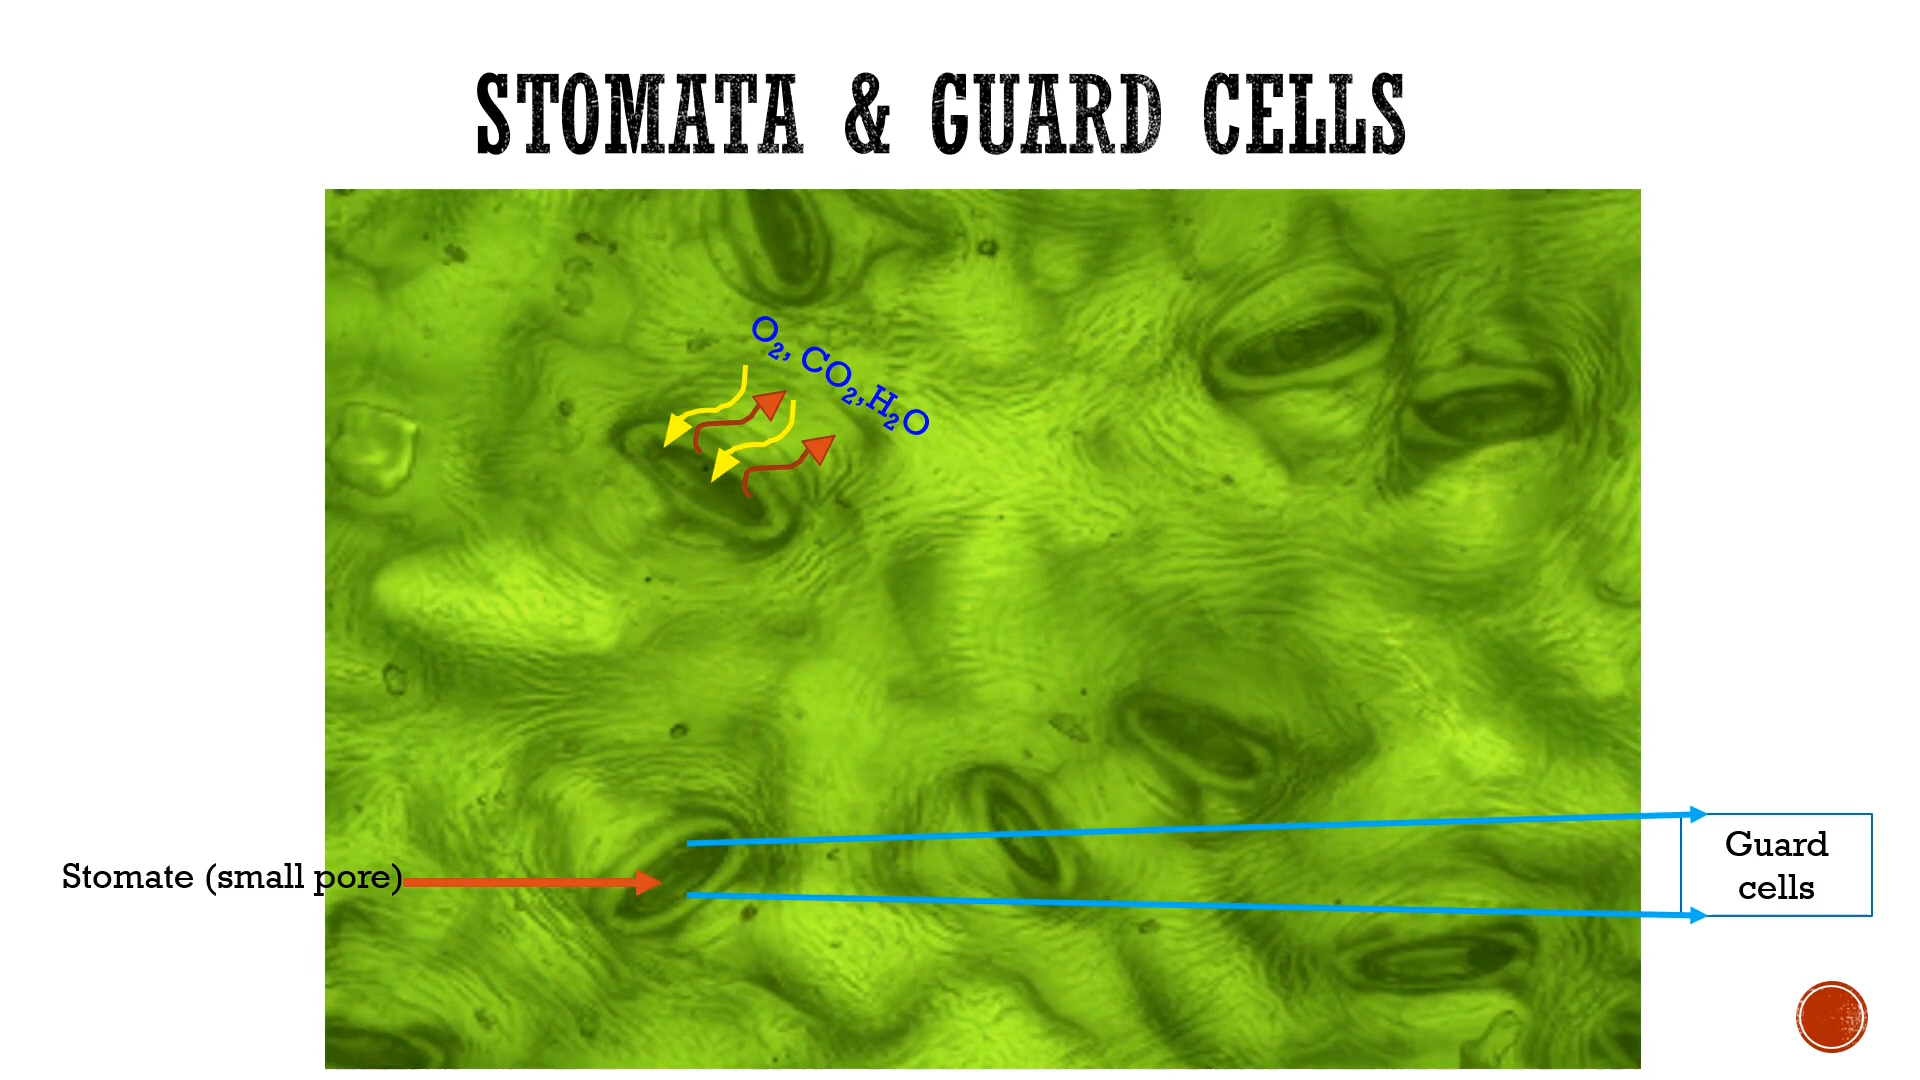 STOMATA & GUARD CELLS
O₂, CO₂,H₂O
Stomate (small pore)
Guard
cells